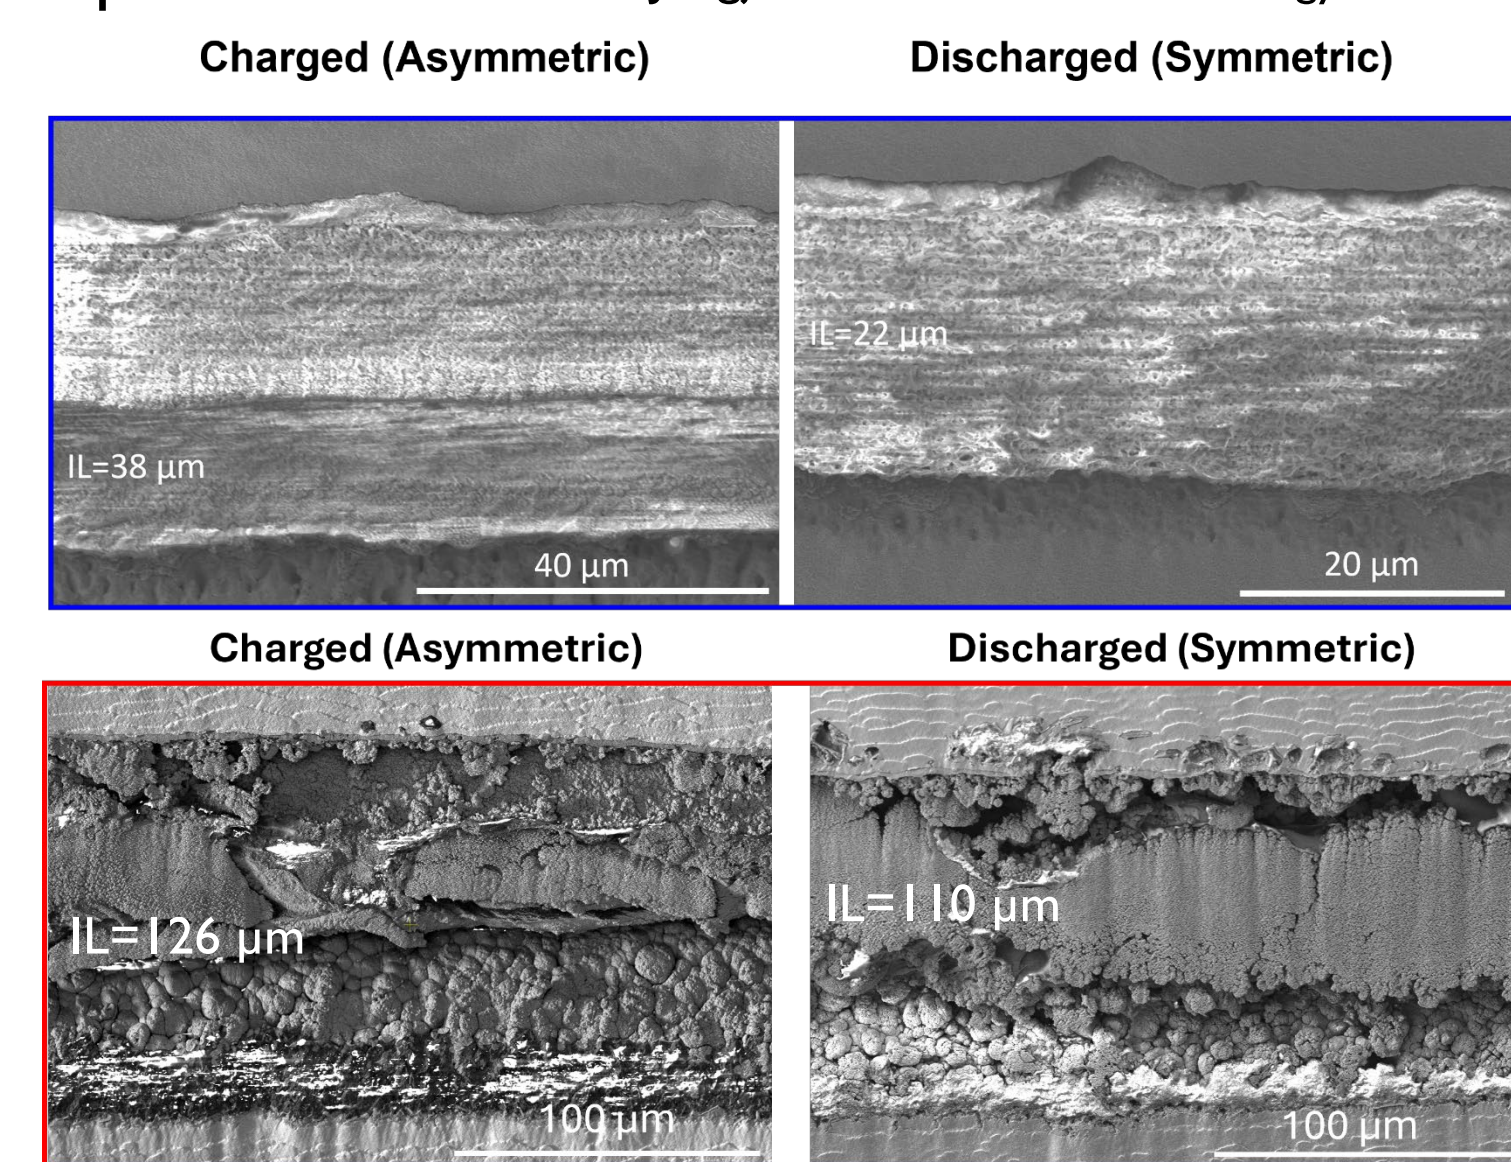 Charged (Asymmetric)
Discharged (Symmetric)
IL=22 µm
IL=38 µm
40 µm
20 µm
Charged (Asymmetric)
Discharged (Symmetric)
IL=110 µm
IL=126 µm
100 µm
100 µm